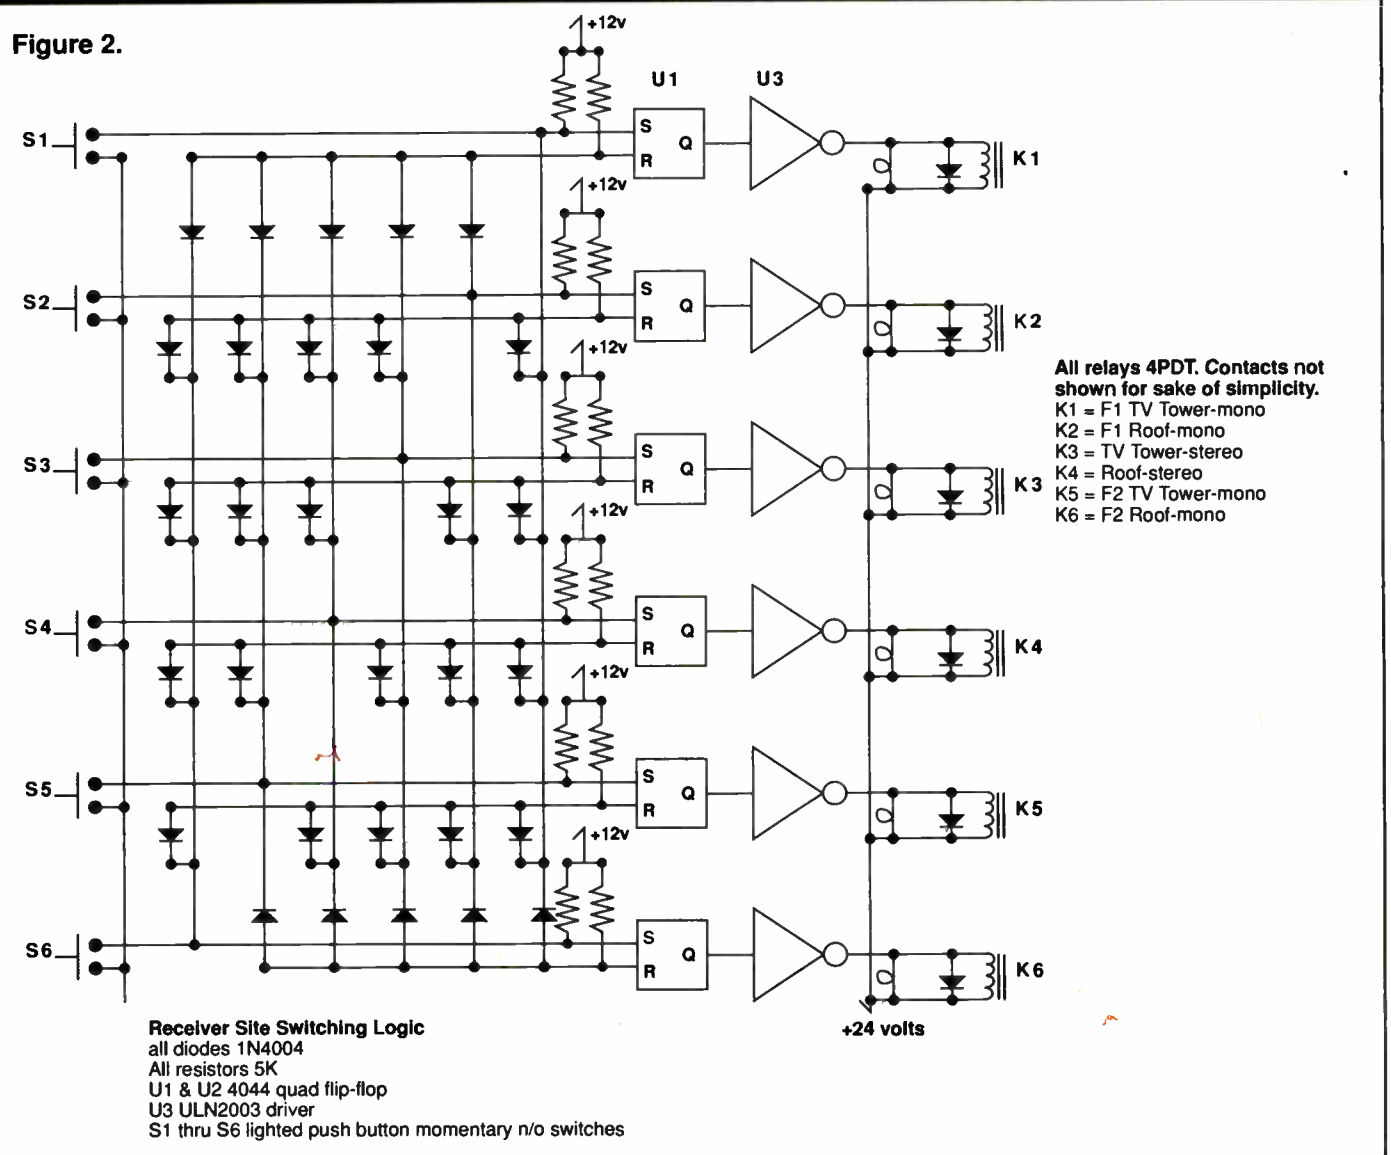 Figure 2.
+12v
U1
U3
S1
S
R
Q
K1
+12v
S2
S
R
Q
K2
+12v
All relays 4PDT. Contacts not
shown for sake of simplicity.
K1 = F1 TV Tower-mono
K2 = F1 Roof-mono
K3 = TV Tower-stereo
K4 = Roof-stereo
K5 = F2 TV Tower-mono
K6 = F2 Roof-mono
S3
S
R
Q
K3
+12v
S4
S
R
Q
K4
+12v
S5
S
R
Q
K5
+12v
S6
S
R
Q
K6
+24 volts
Receiver Site Switching Logic
all diodes 1N4004
All resistors 5K
U1 & U2 4044 quad flip-flop
U3 ULN2003 driver
S1 thru S6 lighted push button momentary n/o switches